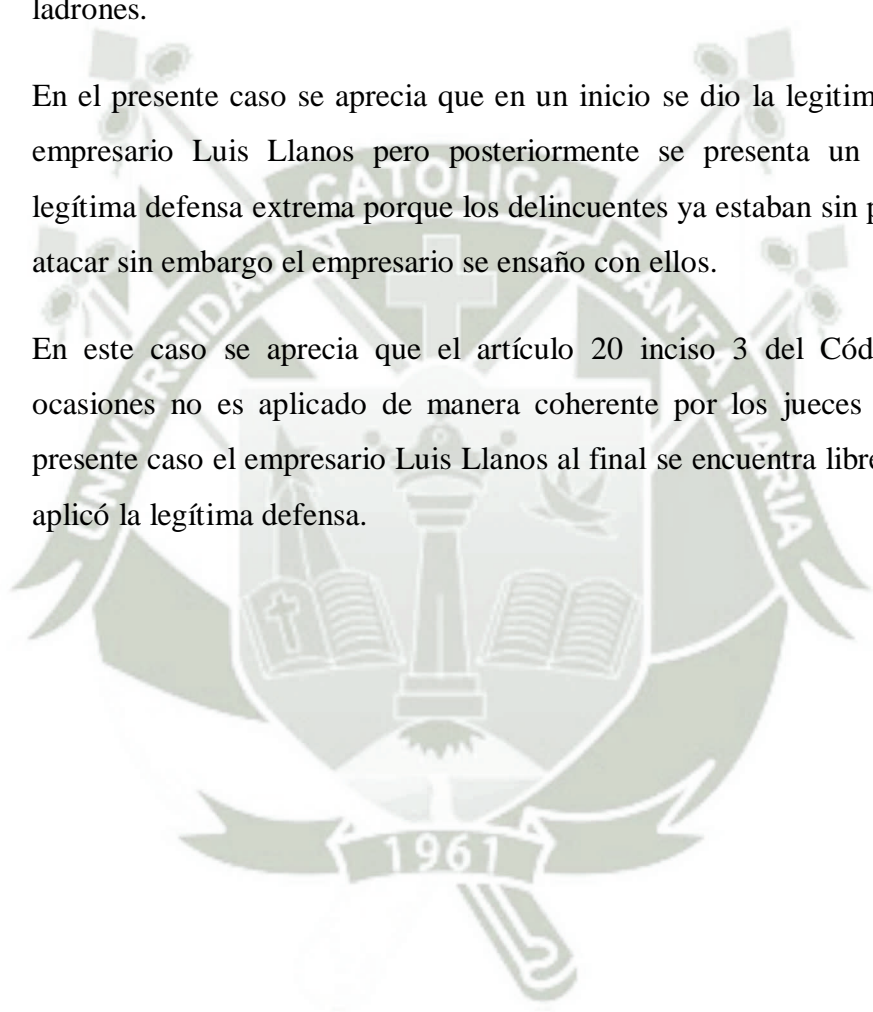 ladrones.
En el presente caso se aprecia que en un inicio se dio la legitim
empresario Luis Llanos pero posteriormente se presenta un
legítima defensa extrema porque los delincuentes ya estaban sin p
atacar sin embargo el empresario se ensaño con ellos.
En este caso se aprecia que el artículo 20 inciso 3 del Cód
ocasiones no es aplicado de manera coherente por los jueces
presente caso el empresario Luis Llanos al final se encuentra libre
aplicó la legítima defensa.
UNIVERSIDAD CATOLICA SANTA MARIA
1961